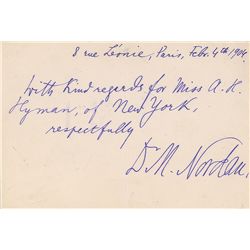 8 rue Léonie, Paris, Febr. 4th 1904.
With kind regards for Miss A. K.
Hyman, of New York,
respectfully
Dr M. Nordau.